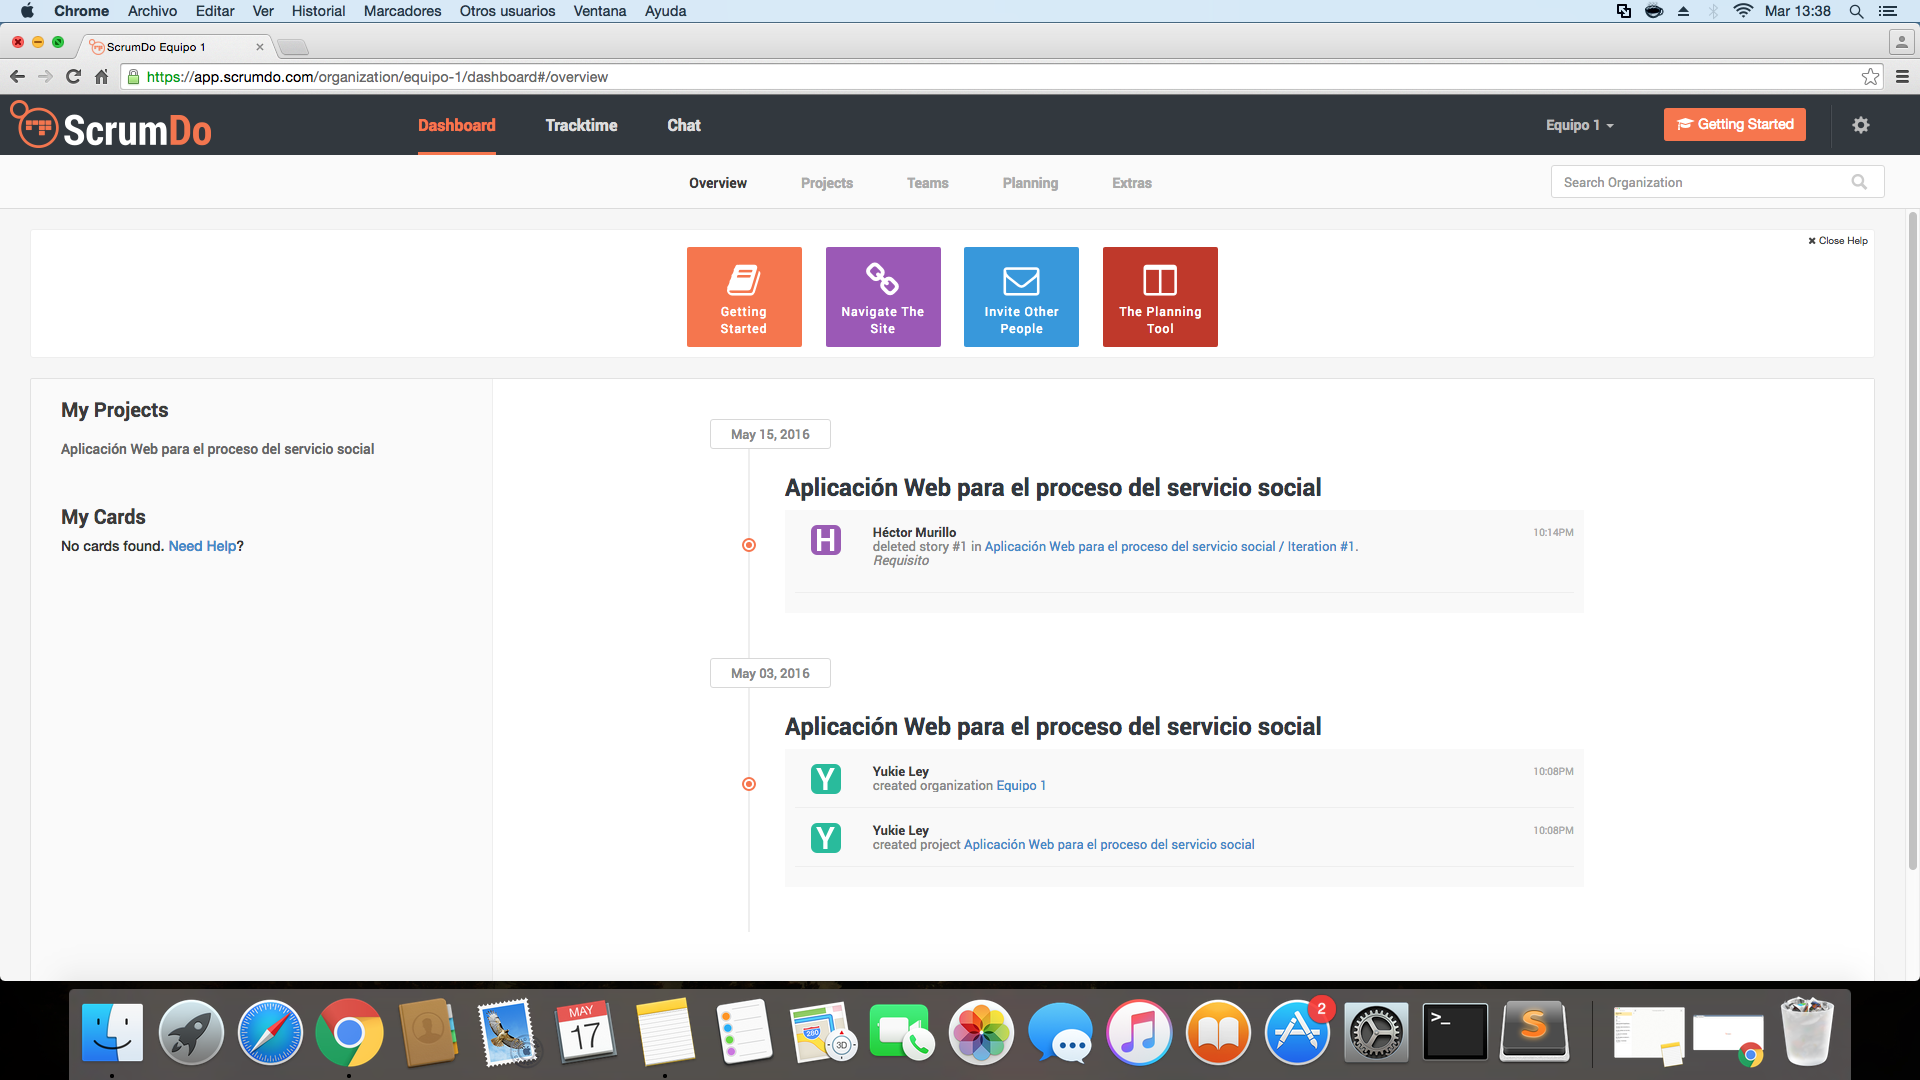 Chrome Archivo Editar Ver Historial Marcadores Otros usuarios Ventana Ayuda Mar 13:38
ScrumDo Equipo 1
https://app.scrumdo.com/organization/equipo-1/dashboard#/overview
ScrumDo Dashboard Tracktime Chat Equipo 1 Getting Started
Overview Projects Teams Planning Extras Search Organization
Close Help
Getting Started
Navigate The Site
Invite Other People
The Planning Tool
My Projects
Aplicación Web para el proceso del servicio social
My Cards
No cards found. Need Help?
May 15, 2016
Aplicación Web para el proceso del servicio social
H
Héctor Murillo 10:14PM
deleted story #1 in Aplicación Web para el proceso del servicio social / Iteration #1.
Requisito
May 03, 2016
Aplicación Web para el proceso del servicio social
Y
Yukie Ley 10:08PM
created organization Equipo 1
Y
Yukie Ley 10:08PM
created project Aplicación Web para el proceso del servicio social
MAY
17
280
3D
2
>_
S